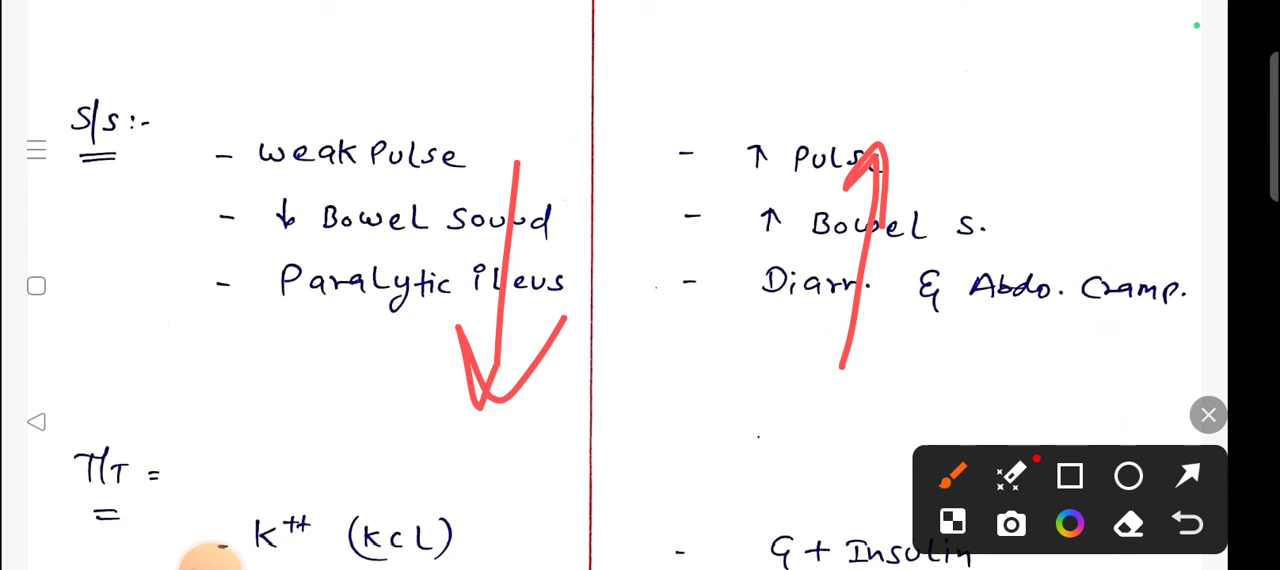 S/s :-
- weak Pulse
- ↓ Bowel Sound
- Paralytic ileus
- ↑ Pulse
- ↑ Bowel s.
- Diarr. & Abdo. Cramp.
T/T =
- K++ (KCL)
- G + Insulin